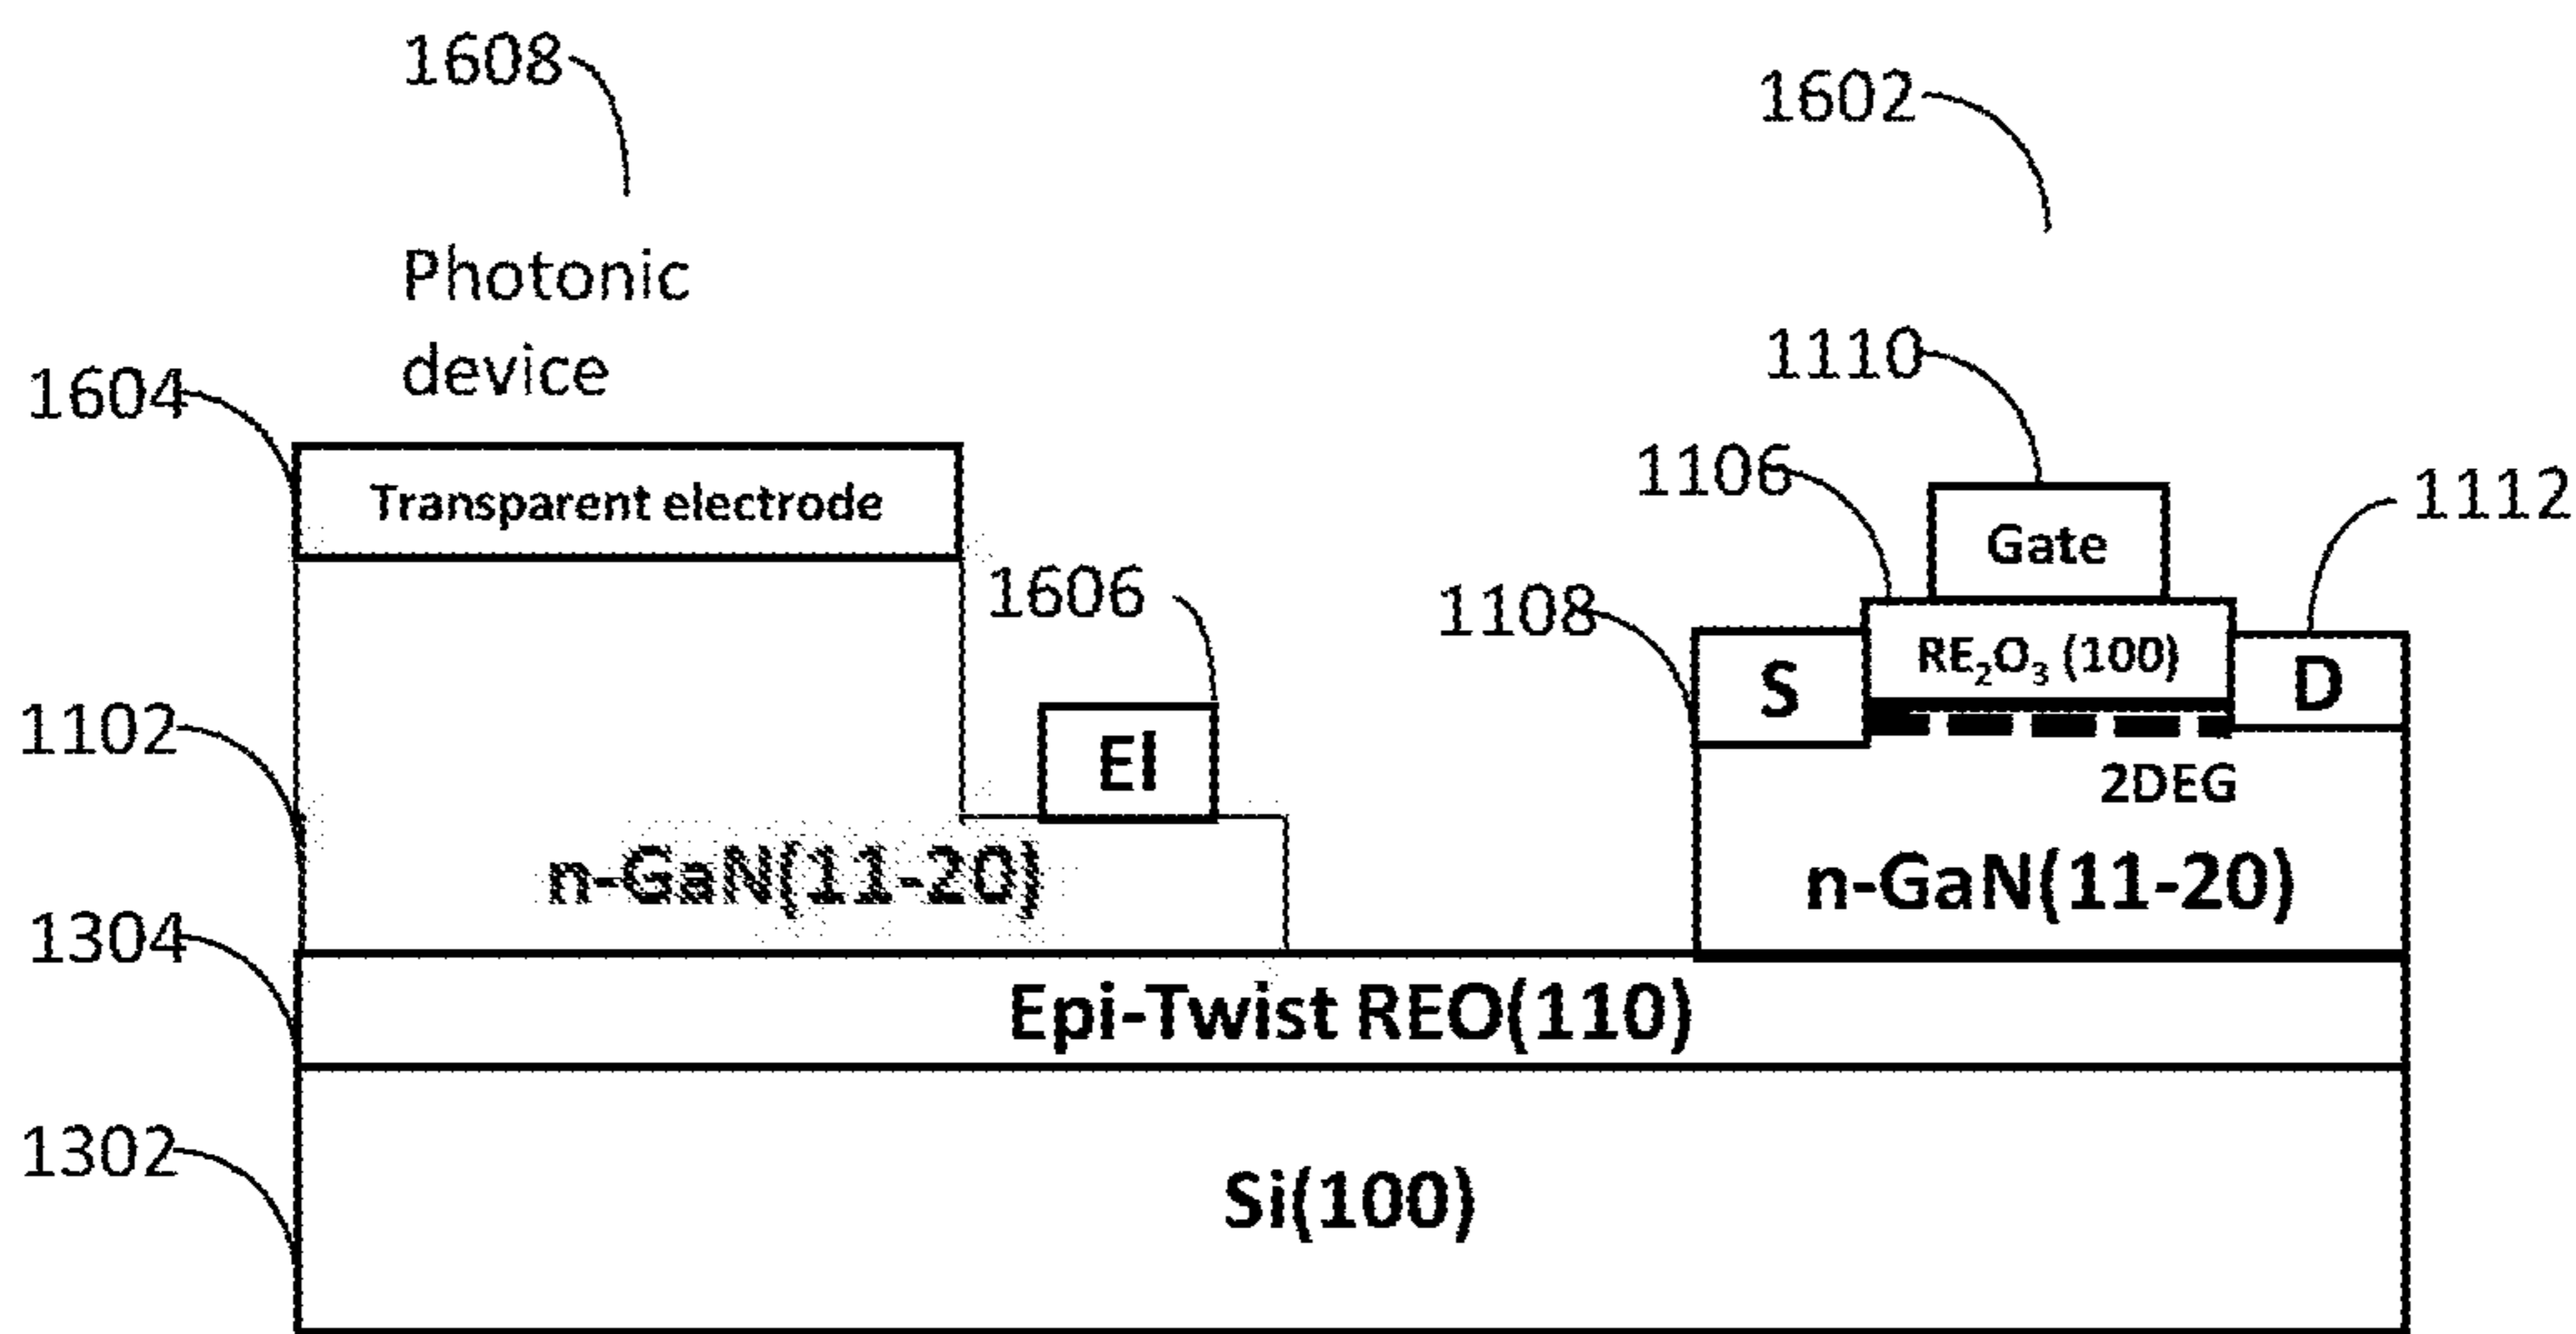 1608
1602
Photonic
device
1604
1110
1106
1112
Transparent electrode
Gate
1606
1108
RE₂O₃ (100)
S
D
1102
El
2DEG
n-GaN(11-20)
n-GaN(11-20)
1304
Epi-Twist REO(110)
1302
Si(100)